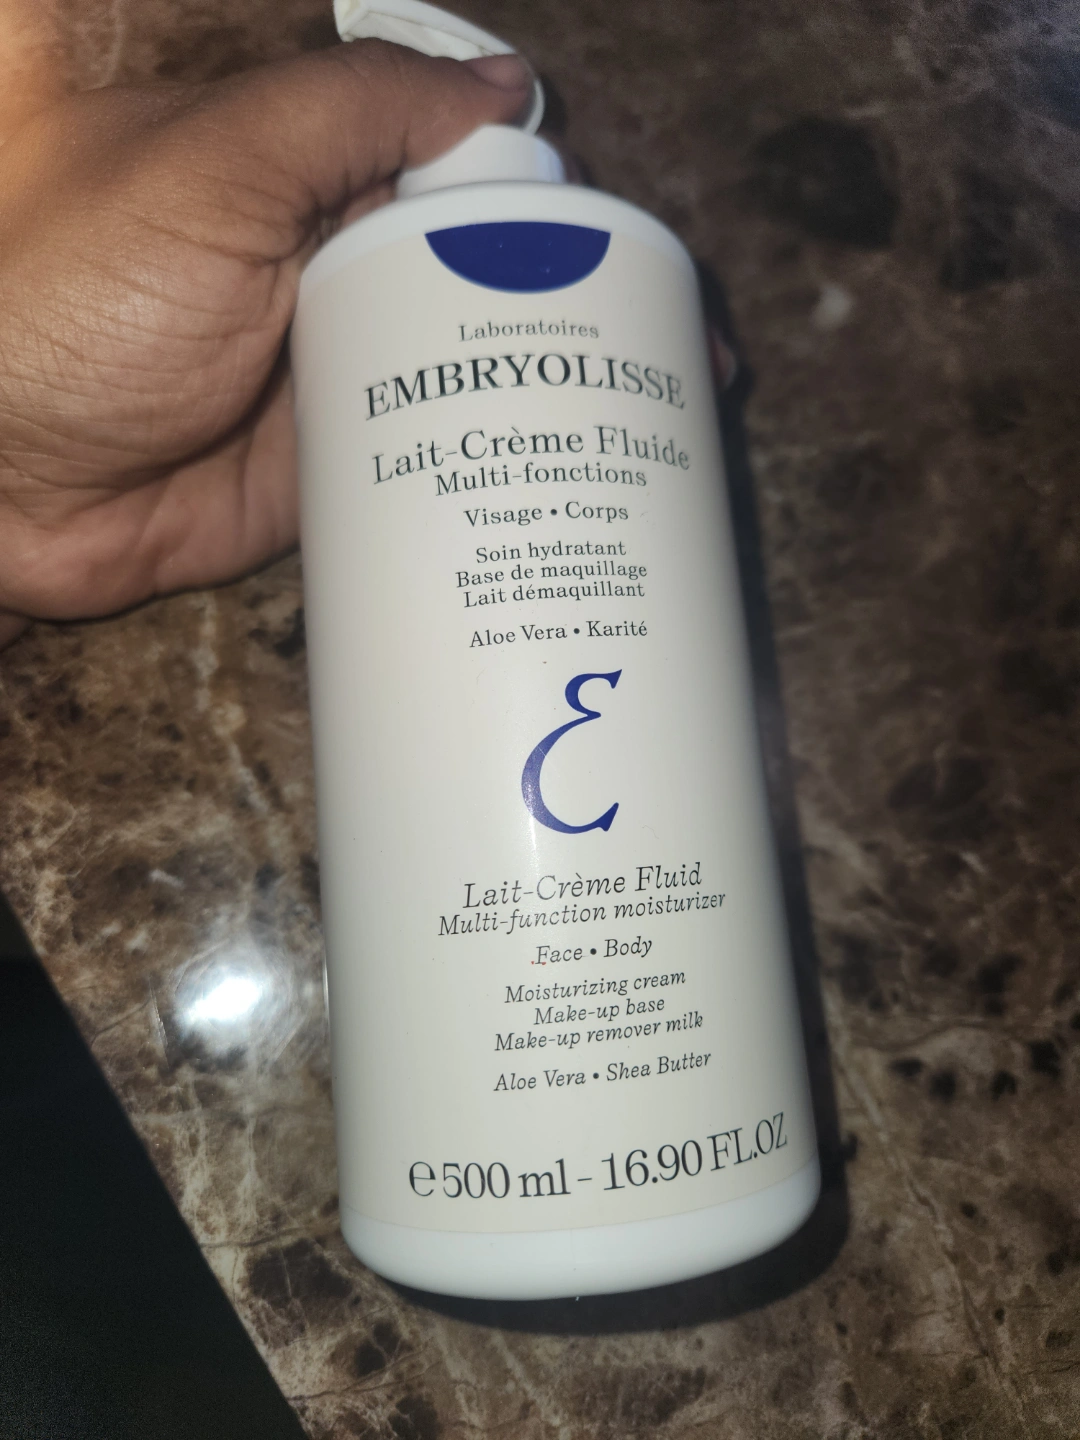 Laboratoires
EMBRYOLISSE
Lait-Crème Fluide
Multi-fonctions
Visage • Corps
Soin hydratant
Base de maquillage
Lait démaquillant
Aloe Vera • Karité
Ɛ
Lait-Crème Fluid
Multi-function moisturizer
Face • Body
Moisturizing cream
Make-up base
Make-up remover milk
Aloe Vera • Shea Butter
℮500 ml - 16.90 FL.OZ